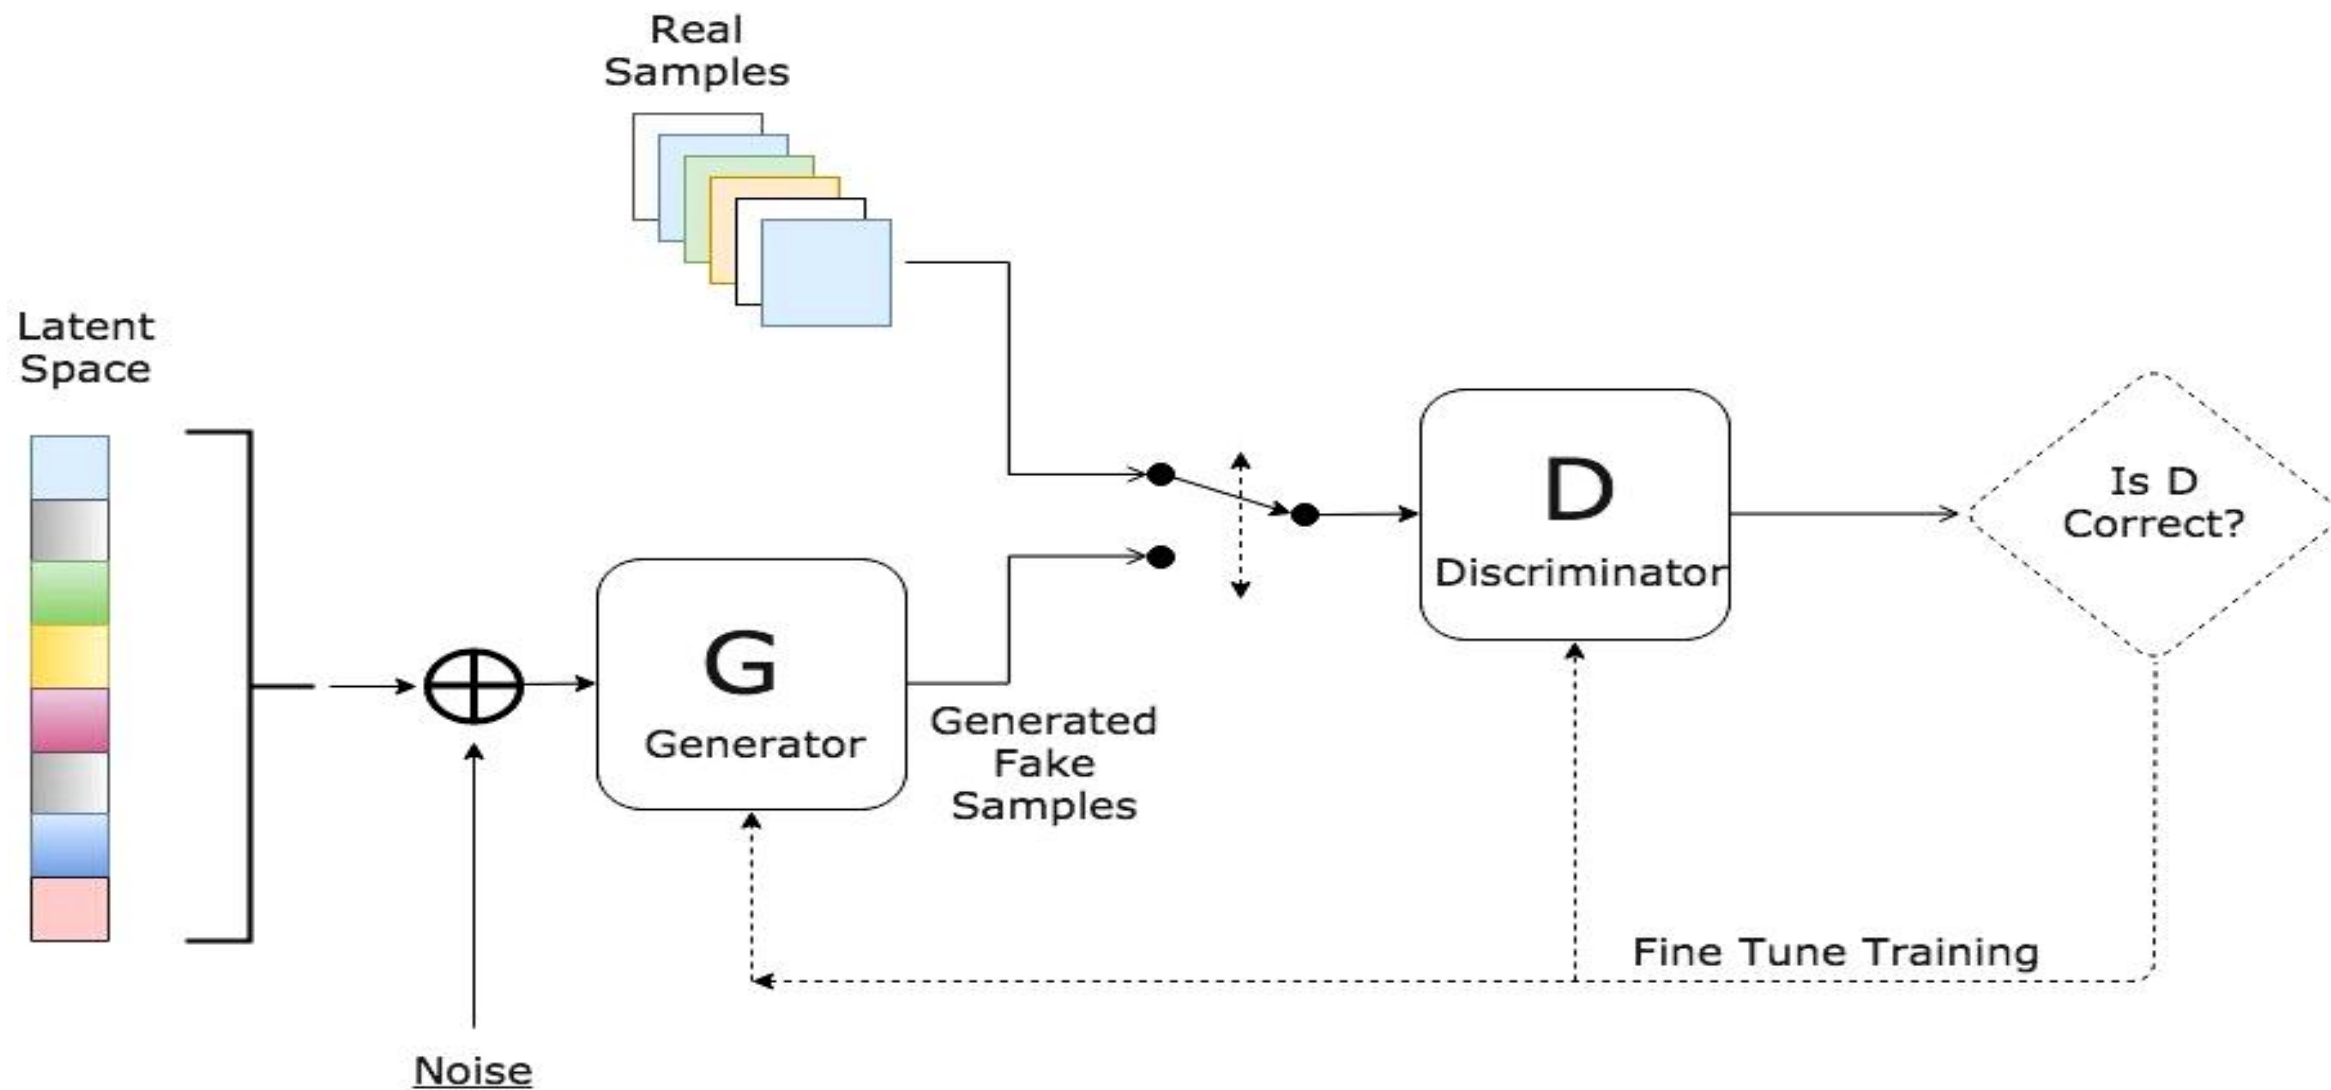 Real
Samples
Latent
Space
G
Generator
Generated
Fake
Samples
D
Discriminator
Is D
Correct?
Fine Tune Training
Noise